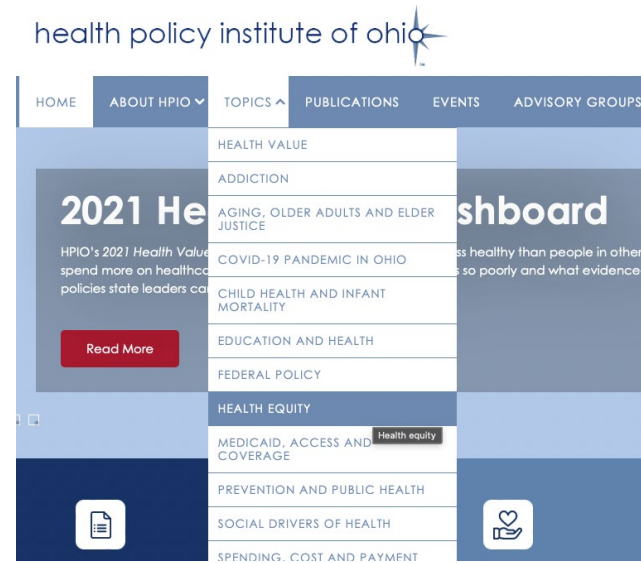 health policy institute of ohio
HOME ABOUT HPIO TOPICS PUBLICATIONS EVENTS ADVISORY GROUPS
HEALTH VALUE
ADDICTION
AGING, OLDER ADULTS AND ELDER
JUSTICE
COVID-19 PANDEMIC IN OHIO
CHILD HEALTH AND INFANT
MORTALITY
EDUCATION AND HEALTH
FEDERAL POLICY
HEALTH EQUITY
Health equity
MEDICAID, ACCESS AND
COVERAGE
PREVENTION AND PUBLIC HEALTH
SOCIAL DRIVERS OF HEALTH
SPENDING, COST AND PAYMENT
2021 He shboard
HPIO's 2021 Health Value ss healthy than people in other
spend more on healthca s so poorly and what evidence
policies state leaders ca
Read More